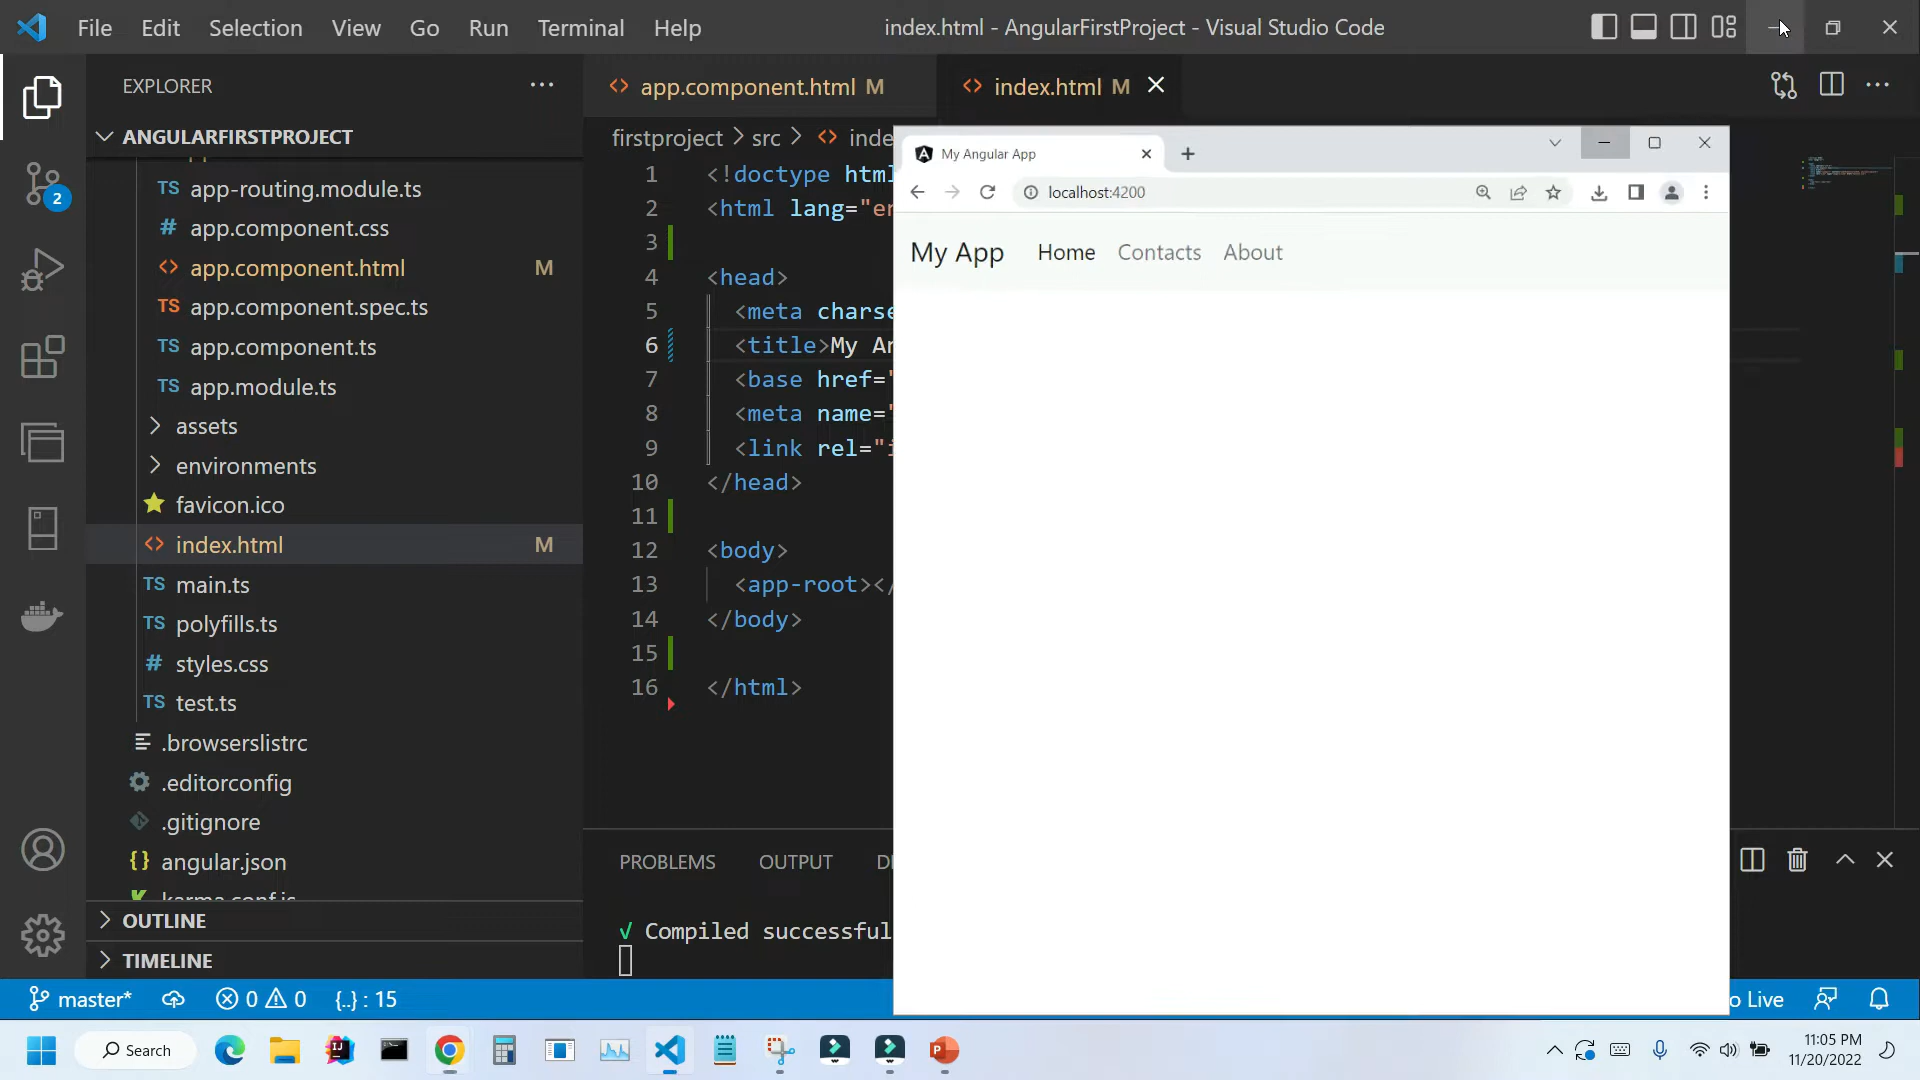 File Edit Selection View Go Run Terminal Help
index.html - AngularFirstProject - Visual Studio Code
EXPLORER
ANGULARFIRSTPROJECT
TS app-routing.module.ts
# app.component.css
<> app.component.html M
TS app.component.spec.ts
TS app.component.ts
TS app.module.ts
assets
environments
favicon.ico
<> index.html M
TS main.ts
TS polyfills.ts
# styles.css
TS test.ts
.browserslistrc
.editorconfig
.gitignore
{} angular.json
OUTLINE
TIMELINE
2
<> app.component.html M
<> index.html M
firstproject > src > <> inde
1 <!doctype html
2 <html lang="en
3
4 <head>
5 <meta charse
6 <title>My An
7 <base href="
8 <meta name="
9 <link rel="i
10 </head>
11
12 <body>
13 <app-root></
14 </body>
15
16 </html>
My Angular App
localhost:4200
My App Home Contacts About
PROBLEMS OUTPUT
√ Compiled successful
master* 0 0 {..} : 15
Live
Search
11:05 PM
11/20/2022